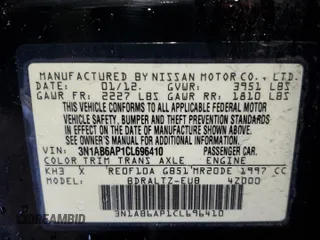 MANUFACTURED BY NISSAN MOTOR CO., LTD.
DATE: 01/12. GVWR: 3951 LBS
GAWR FR: 2227 LBS GAWR RR: 1810 LBS
THIS VEHICLE CONFORMS TO ALL APPLICABLE FEDERAL MOTOR
VEHICLE SAFETY, BUMPER AND THEFT PREVENTION STANDARDS
IN EFFECT ON THE DATE OF MANUFACTURE SHOWN ABOVE.
SEE OWNER'S MANUAL FOR ADDITIONAL INFORMATION.
VIN: 3N1AB6AP1CL696410 PASSENGER CAR.
COLOR TRIM TRANS AXLE ENGINE
KH3 X RE0F10A GB51 MR20DE 1997 CC
MODEL BDRALTZ-EUB 4Z000
3N1AB6AP1CL696410
DREAMBID